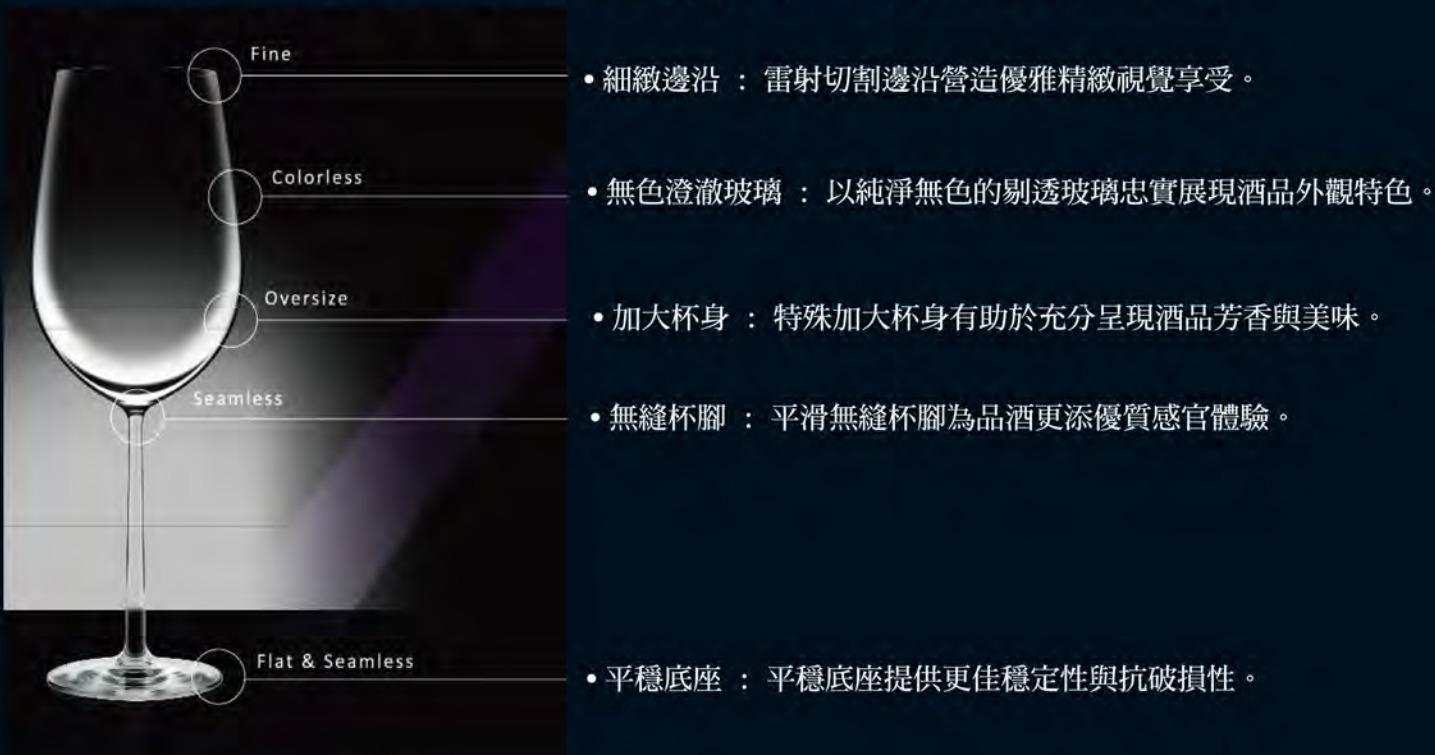 Fine
• 細緻邊沿 : 雷射切割邊沿營造優雅精緻視覺享受。
Colorless
• 無色澄澈玻璃 : 以純淨無色的剔透玻璃忠實展現酒品外觀特色。
Oversize
• 加大杯身 : 特殊加大杯身有助於充分呈現酒品芳香與美味。
Seamless
• 無縫杯腳 : 平滑無縫杯腳為品酒更添優質感官體驗。
Flat & Seamless
• 平穩底座 : 平穩底座提供更佳穩定性與抗破損性。